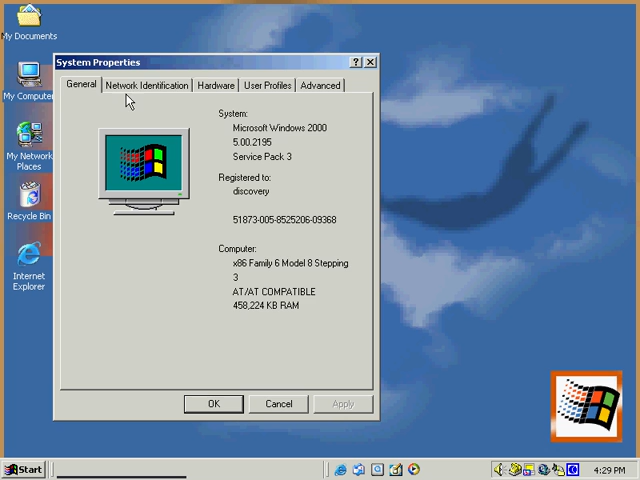 My Documents
System Properties
General
Network Identification
Hardware
User Profiles
Advanced
My Computer
My Network
Places
Recycle Bin
Internet
Explorer
System:
Microsoft Windows 2000
5.00.2195
Service Pack 3
Registered to:
discovery
51873-005-8525206-09368
Computer:
x86 Family 6 Model 8 Stepping
3
AT/AT COMPATIBLE
458,224 KB RAM
OK
Cancel
Apply
Start
4:29 PM